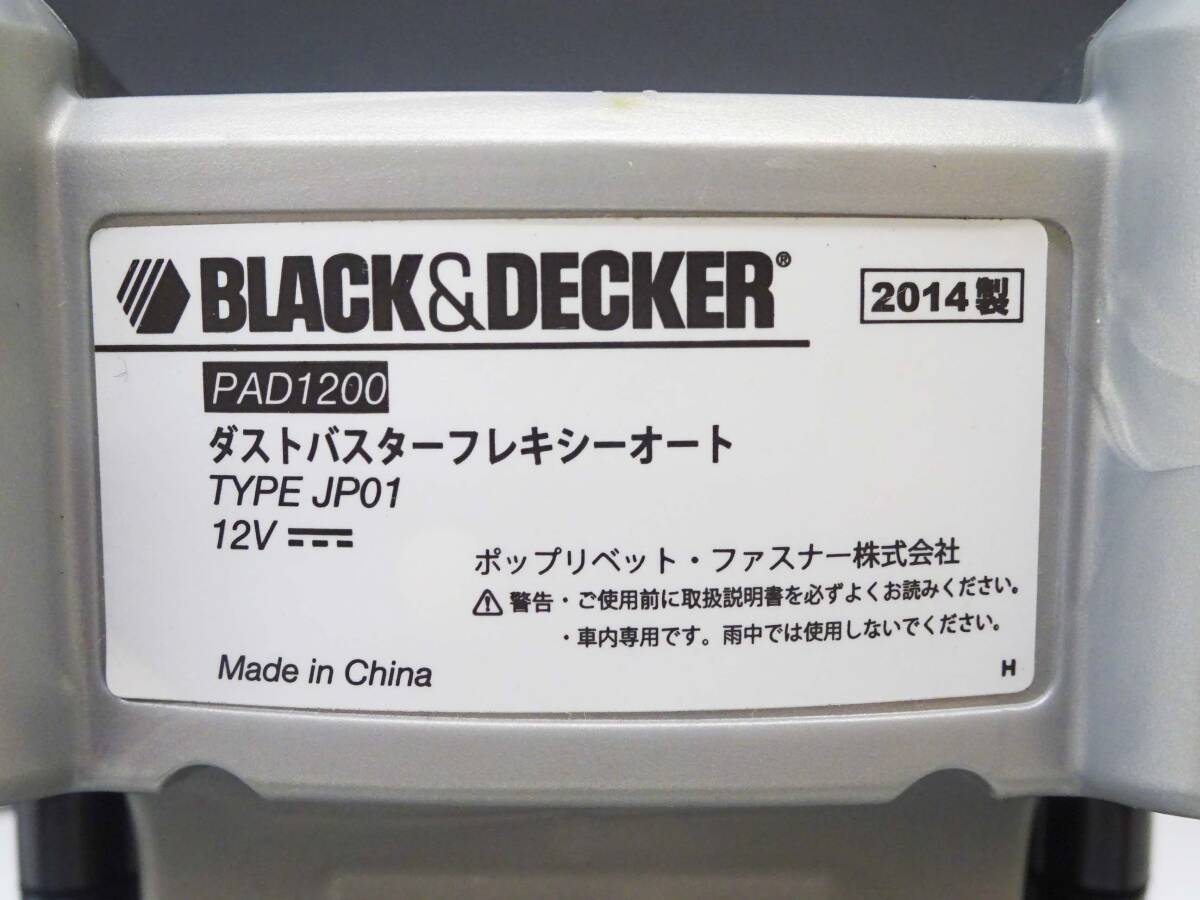 BLACK&DECKER®
2014製
PAD1200
ダストバスターフレキシーオート
TYPE JP01
12V
ポップリベット・ファスナー株式会社
警告・ご使用前に取扱説明書を必ずよくお読みください。
・車内専用です。雨中では使用しないでください。
Made in China
H